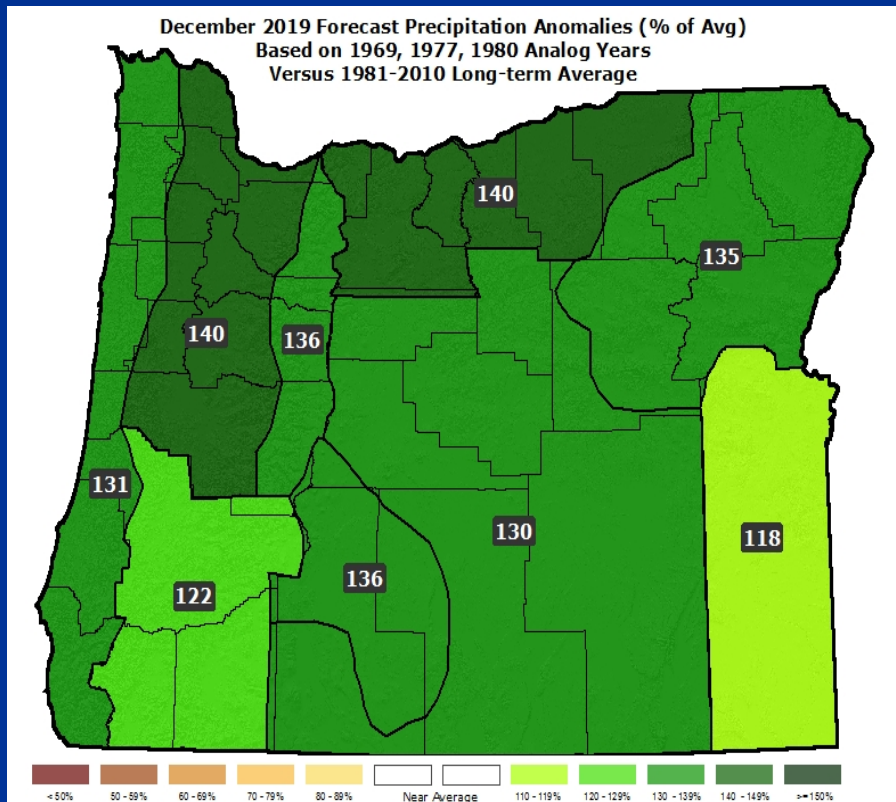 December 2019 Forecast Precipitation Anomalies (% of Avg)
Based on 1969, 1977, 1980 Analog Years
Versus 1981-2010 Long-term Average
140
135
140
136
131
130
118
136
122
< 50%
50 - 59%
60 - 69%
70 - 79%
80 - 89%
Near Average
110 - 119%
120 - 129%
130 - 139%
140 - 149%
>= 150%